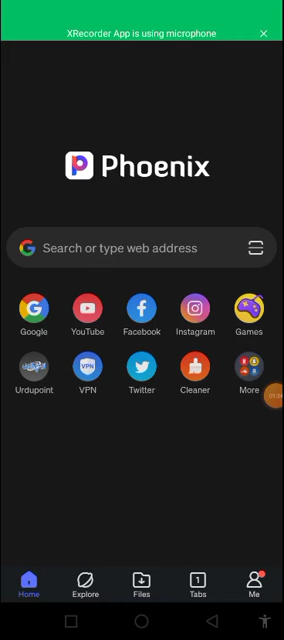 XRecorder App is using microphone
Phoenix
Search or type web address
Google
YouTube
Facebook
Instagram
Games
Urdupoint
VPN
VPN
Twitter
Cleaner
More
Home
Explore
Files
1
Tabs
Me